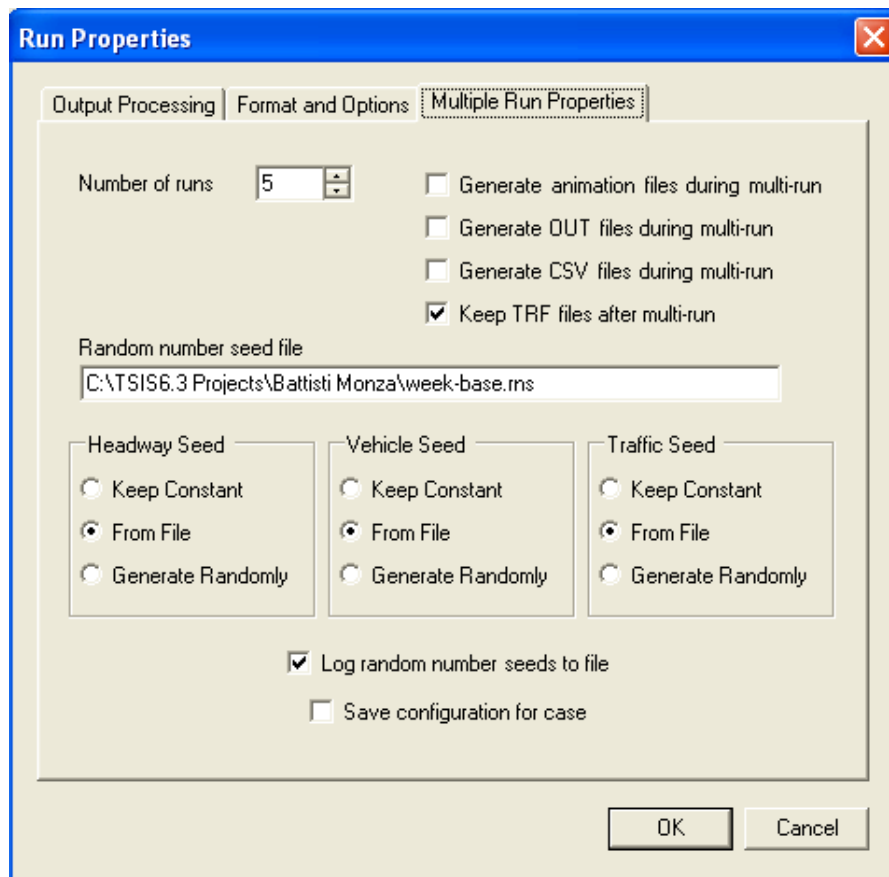 Run Properties
Output Processing
Format and Options
Multiple Run Properties
Number of runs
5
Generate animation files during multi-run
Generate OUT files during multi-run
Generate CSV files during multi-run
Keep TRF files after multi-run
Random number seed file
C:\TSIS6.3 Projects\Battisti Monza\week-base.rns
Headway Seed
Keep Constant
From File
Generate Randomly
Vehicle Seed
Keep Constant
From File
Generate Randomly
Traffic Seed
Keep Constant
From File
Generate Randomly
Log random number seeds to file
Save configuration for case
OK
Cancel